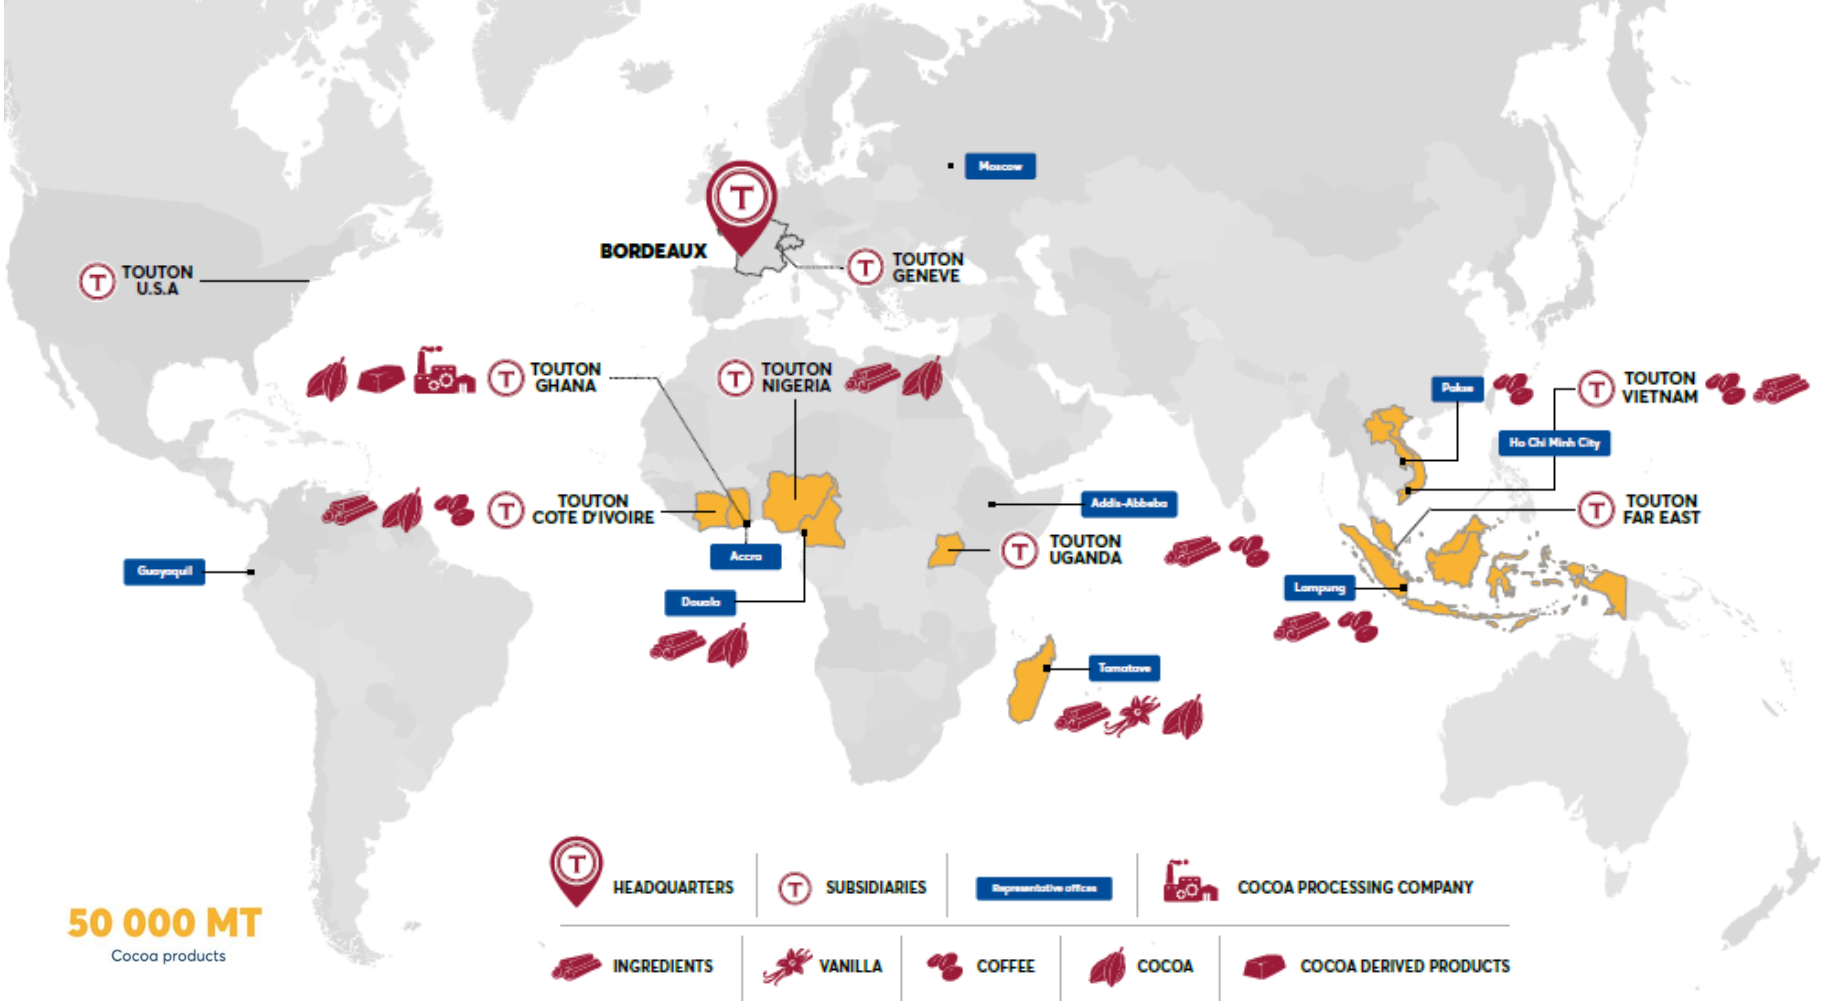 Moscow
BORDEAUX
TOUTON
GENEVE
TOUTON
U.S.A
TOUTON
GHANA
TOUTON
NIGERIA
Pakse
TOUTON
VIETNAM
Ho Chi Minh City
TOUTON
COTE D'IVOIRE
Addis-Abbeba
TOUTON
FAR EAST
Accra
TOUTON
UGANDA
Guayaquil
Douala
Lampung
Tamatave
T HEADQUARTERS
T SUBSIDIARIES
Representative offices
COCOA PROCESSING COMPANY
50 000 MT
Cocoa products
INGREDIENTS
VANILLA
COFFEE
COCOA
COCOA DERIVED PRODUCTS